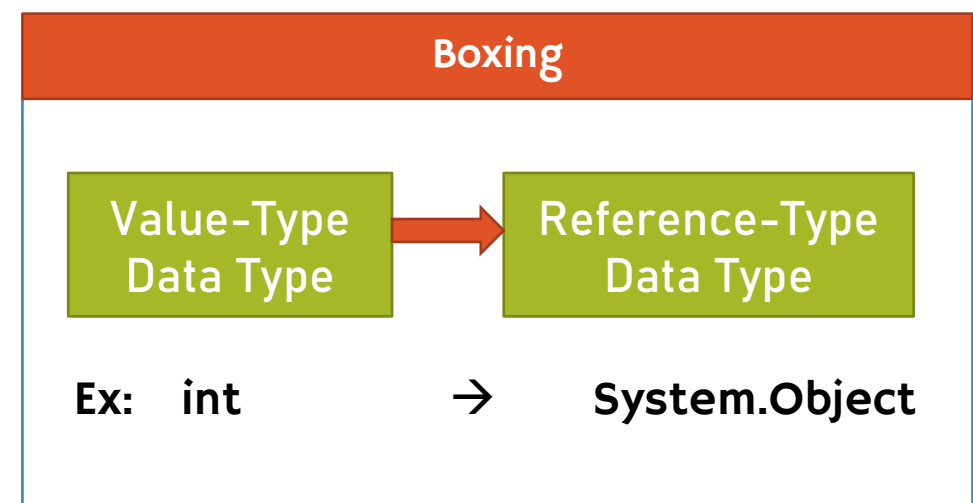 Boxing
Value-Type
Data Type
Reference-Type
Data Type
Ex: int → System.Object